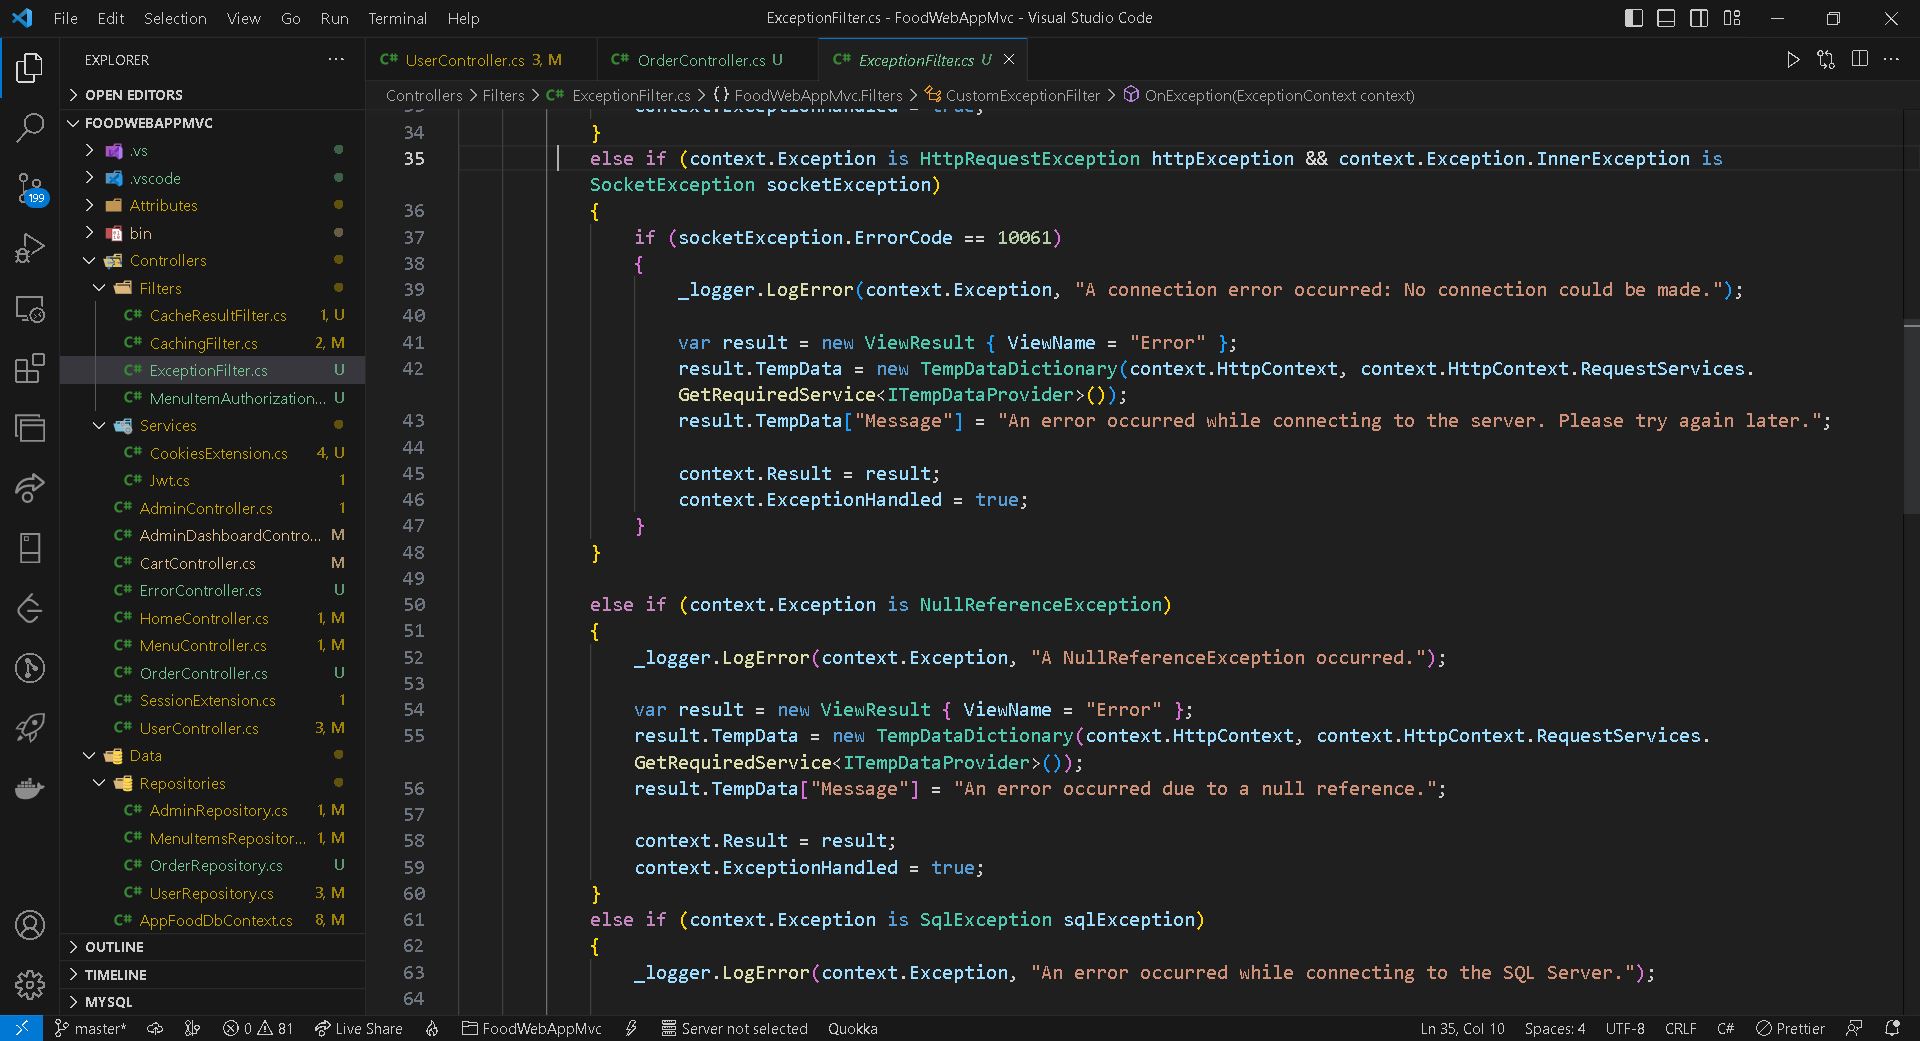 File Edit Selection View Go Run Terminal Help
ExceptionFilter.cs - FoodWebAppMvc - Visual Studio Code
EXPLORER
OPEN EDITORS
FOODWEBAPPMVC
.vs
.vscode
Attributes
bin
Controllers
Filters
C# CacheResultFilter.cs 1, U
C# CachingFilter.cs 2, M
C# ExceptionFilter.cs U
C# MenuItemAuthorization... U
Services
C# CookiesExtension.cs 4, U
C# Jwt.cs 1
C# AdminController.cs 1
C# AdminDashboardContro... M
C# CartController.cs M
C# ErrorController.cs U
C# HomeController.cs 1, M
C# MenuController.cs 1, M
C# OrderController.cs U
C# SessionExtension.cs 1
C# UserController.cs 3, M
Data
Repositories
C# AdminRepository.cs 1, M
C# MenuItemsRepositor... 1, M
C# OrderRepository.cs U
C# UserRepository.cs 3, M
C# AppFoodDbContext.cs 8, M
OUTLINE
TIMELINE
MYSQL
199
C# UserController.cs 3, M
C# OrderController.cs U
C# ExceptionFilter.cs U
Controllers > Filters > C# ExceptionFilter.cs > {} FoodWebAppMvc.Filters > CustomExceptionFilter > OnException(ExceptionContext context)
33 context.ExceptionHandled = true;
34 }
35 else if (context.Exception is HttpRequestException httpException && context.Exception.InnerException is
SocketException socketException)
36 {
37 if (socketException.ErrorCode == 10061)
38 {
39 _logger.LogError(context.Exception, "A connection error occurred: No connection could be made.");
40
41 var result = new ViewResult { ViewName = "Error" };
42 result.TempData = new TempDataDictionary(context.HttpContext, context.HttpContext.RequestServices.
GetRequiredService<ITempDataProvider>());
43 result.TempData["Message"] = "An error occurred while connecting to the server. Please try again later.";
44
45 context.Result = result;
46 context.ExceptionHandled = true;
47 }
48 }
49
50 else if (context.Exception is NullReferenceException)
51 {
52 _logger.LogError(context.Exception, "A NullReferenceException occurred.");
53
54 var result = new ViewResult { ViewName = "Error" };
55 result.TempData = new TempDataDictionary(context.HttpContext, context.HttpContext.RequestServices.
GetRequiredService<ITempDataProvider>());
56 result.TempData["Message"] = "An error occurred due to a null reference.";
57
58 context.Result = result;
59 context.ExceptionHandled = true;
60 }
61 else if (context.Exception is SqlException sqlException)
62 {
63 _logger.LogError(context.Exception, "An error occurred while connecting to the SQL Server.");
64
master* 0 81 Live Share FoodWebAppMvc Server not selected Quokka
Ln 35, Col 10 Spaces: 4 UTF-8 CRLF C# Prettier